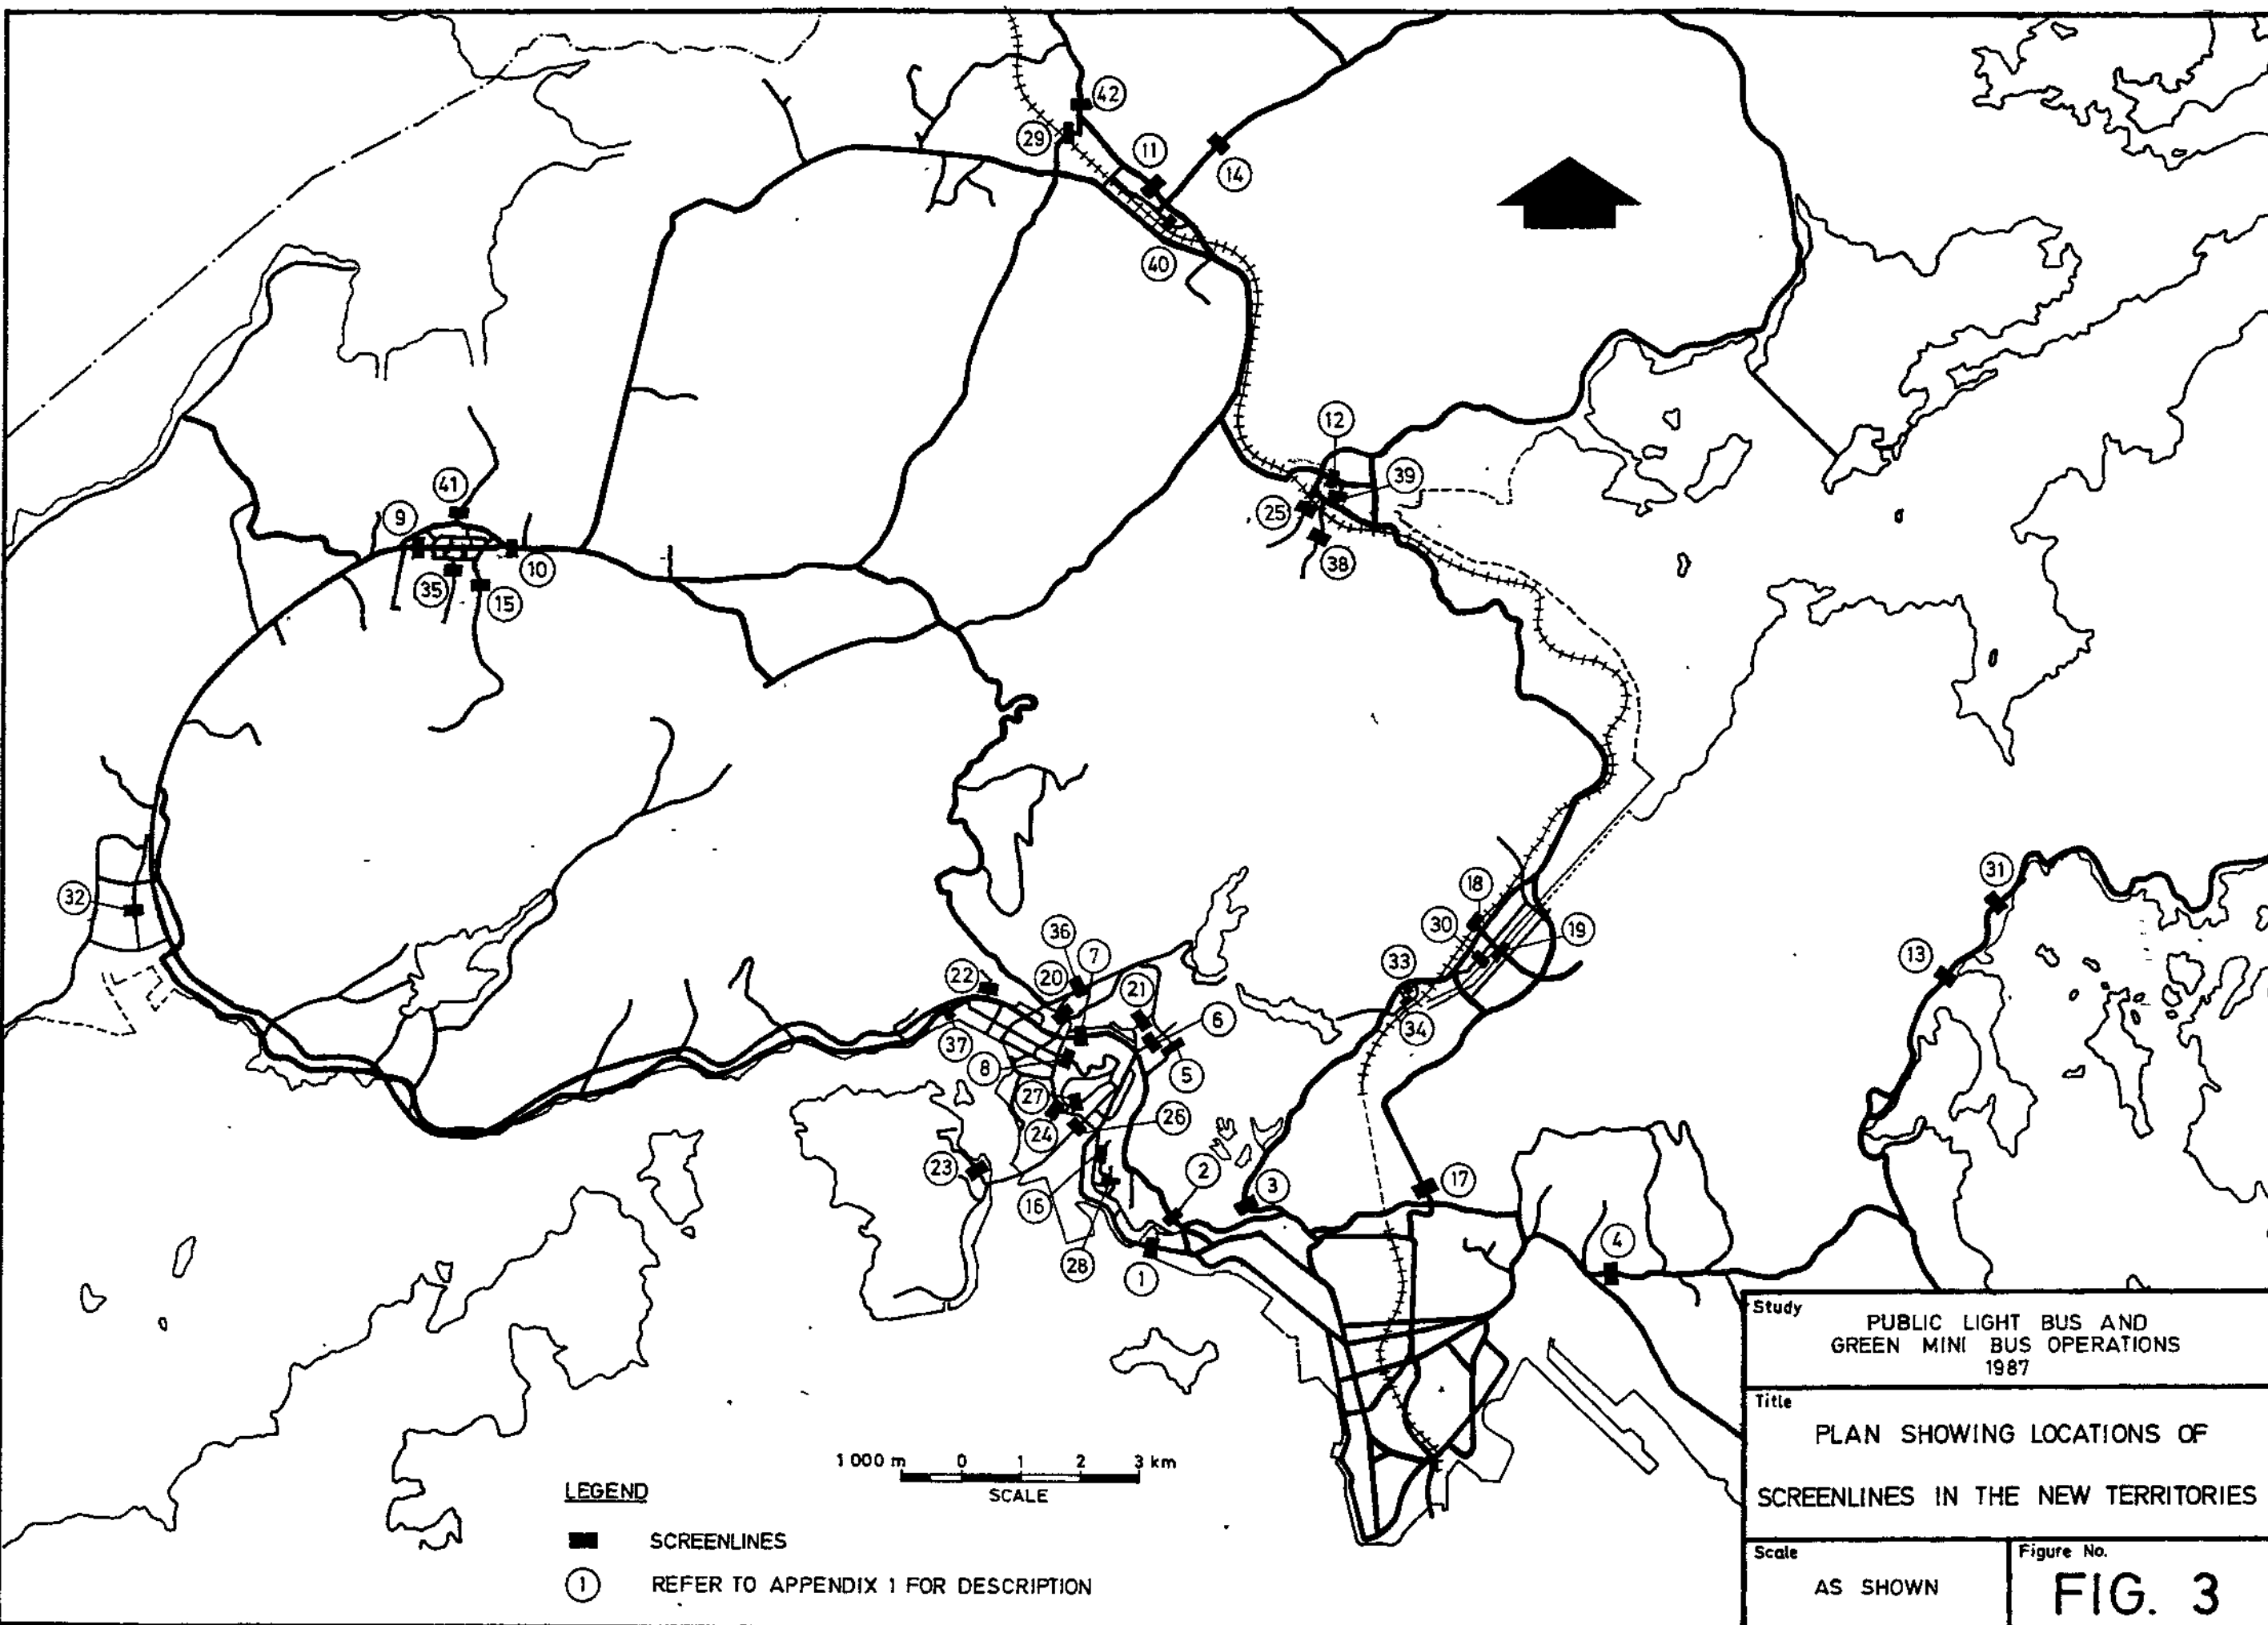 42
29
11
14
40
12
39
25
38
41
9
10
35
15
32
31
13
18
30
19
33
34
36
7
20
22
21
6
5
37
8
27
24
26
23
16
2
3
17
28
1
4
1 000 m 0 1 2 3 km
SCALE
LEGEND
SCREENLINES
1 REFER TO APPENDIX 1 FOR DESCRIPTION
Study
PUBLIC LIGHT BUS AND
GREEN MINI BUS OPERATIONS
1987
Title
PLAN SHOWING LOCATIONS OF
SCREENLINES IN THE NEW TERRITORIES
Scale
AS SHOWN
Figure No.
FIG. 3